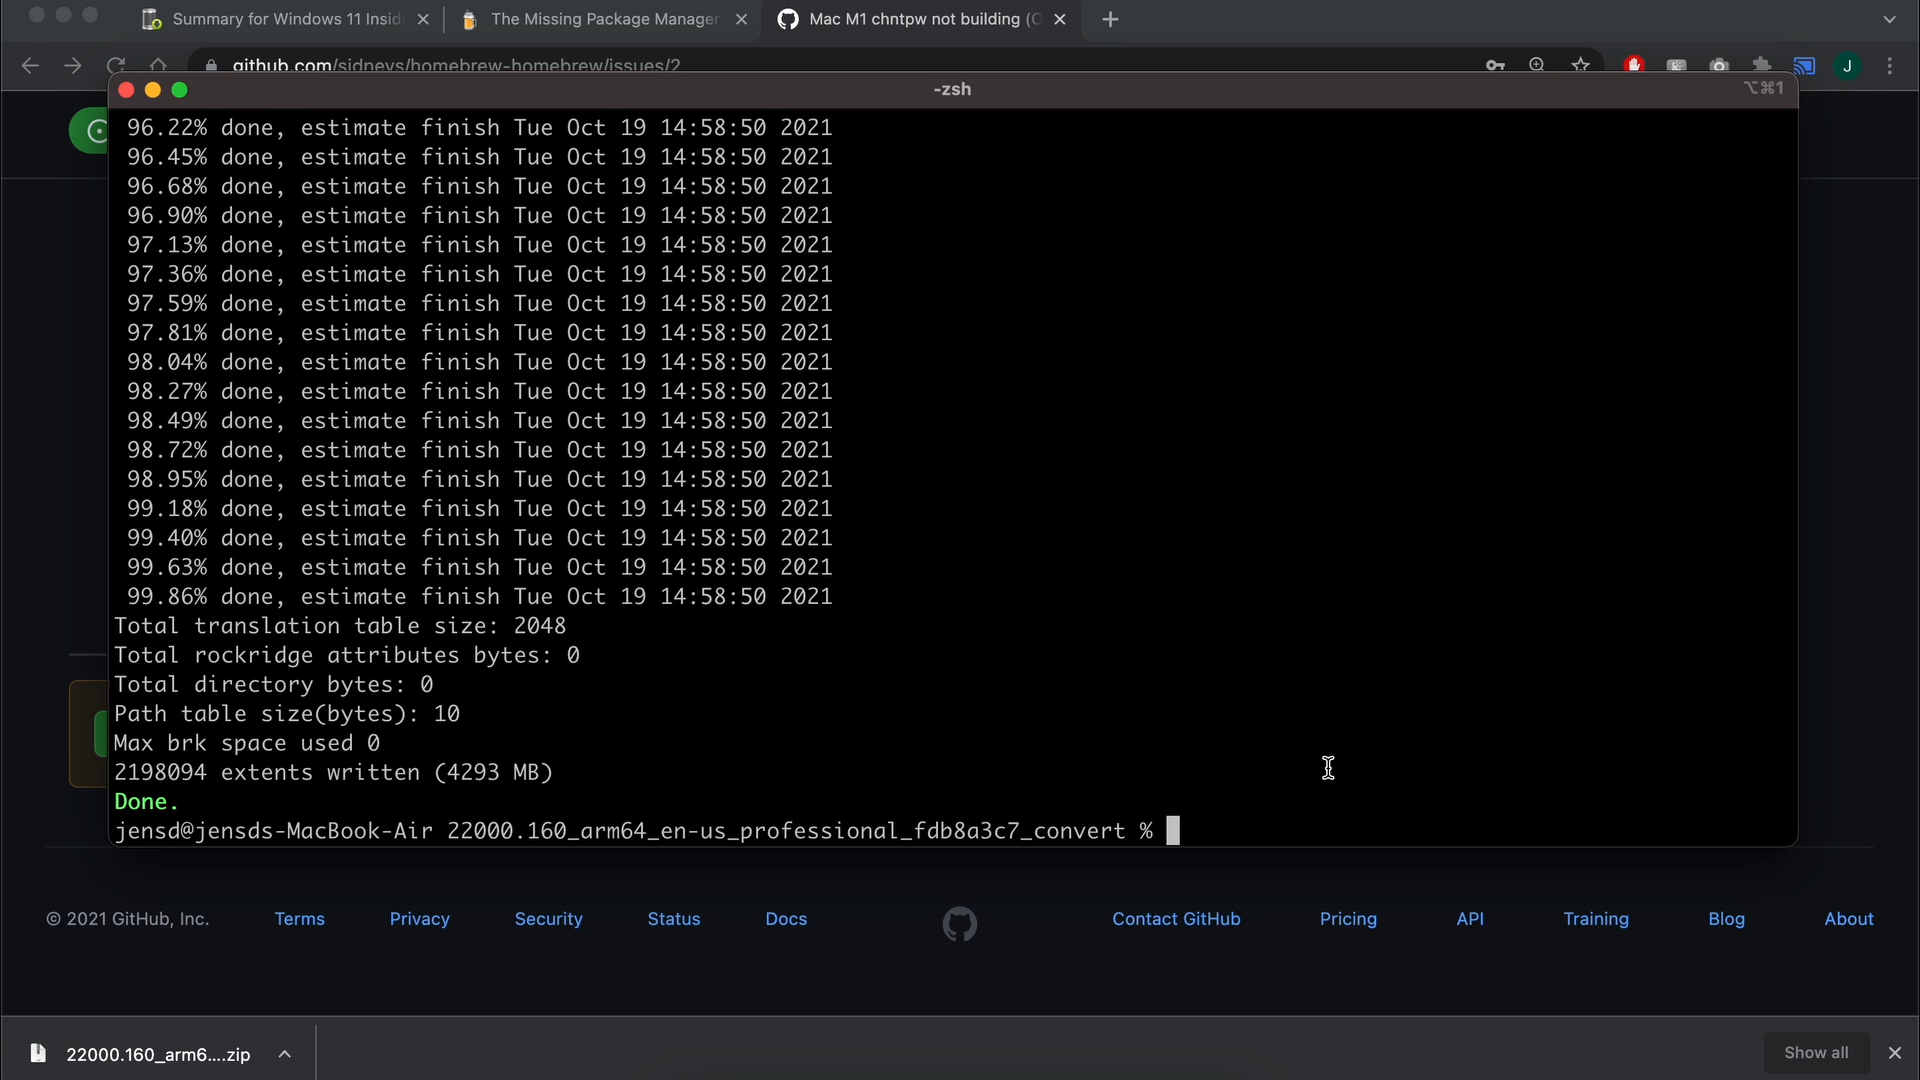 Summary for Windows 11 Insid
The Missing Package Manager
Mac M1 chntpw not building (O
github.com/sidneys/homebrew-homebrew/issues/2
J
-zsh
⌥⌘1
96.22% done, estimate finish Tue Oct 19 14:58:50 2021
96.45% done, estimate finish Tue Oct 19 14:58:50 2021
96.68% done, estimate finish Tue Oct 19 14:58:50 2021
96.90% done, estimate finish Tue Oct 19 14:58:50 2021
97.13% done, estimate finish Tue Oct 19 14:58:50 2021
97.36% done, estimate finish Tue Oct 19 14:58:50 2021
97.59% done, estimate finish Tue Oct 19 14:58:50 2021
97.81% done, estimate finish Tue Oct 19 14:58:50 2021
98.04% done, estimate finish Tue Oct 19 14:58:50 2021
98.27% done, estimate finish Tue Oct 19 14:58:50 2021
98.49% done, estimate finish Tue Oct 19 14:58:50 2021
98.72% done, estimate finish Tue Oct 19 14:58:50 2021
98.95% done, estimate finish Tue Oct 19 14:58:50 2021
99.18% done, estimate finish Tue Oct 19 14:58:50 2021
99.40% done, estimate finish Tue Oct 19 14:58:50 2021
99.63% done, estimate finish Tue Oct 19 14:58:50 2021
99.86% done, estimate finish Tue Oct 19 14:58:50 2021
Total translation table size: 2048
Total rockridge attributes bytes: 0
Total directory bytes: 0
Path table size(bytes): 10
Max brk space used 0
2198094 extents written (4293 MB)
Done.
jensd@jensds-MacBook-Air 22000.160_arm64_en-us_professional_fdb8a3c7_convert %
© 2021 GitHub, Inc. Terms Privacy Security Status Docs Contact GitHub Pricing API Training Blog About
22000.160_arm6....zip
Show all